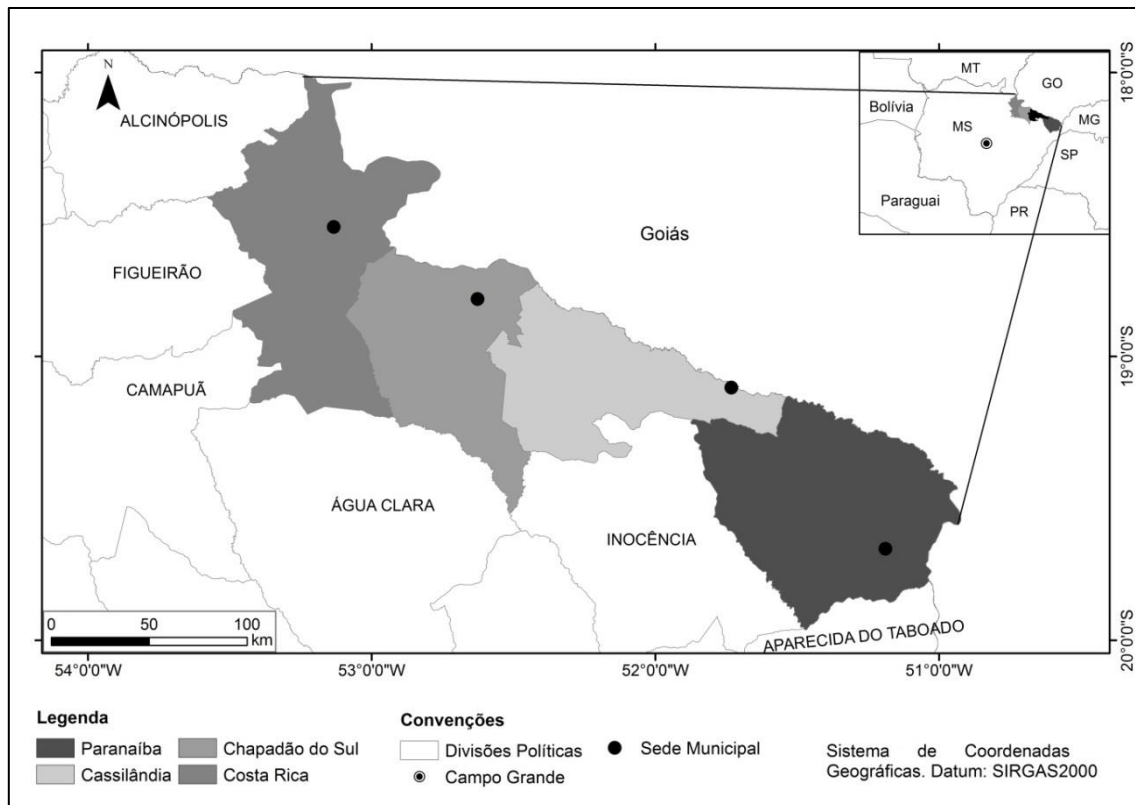 N
ALCINÓPOLIS
FIGUEIRÃO
CAMAPUÃ
ÁGUA CLARA
INOCÊNCIA
APARECIDA DO TABOADO
Goiás
MT
GO
Bolívia
MS
MG
SP
Paraguai
PR
18°0'0"S
19°0'0"S
20°0'0"S
0 50 100
km
54°0'0"W 53°0'0"W 52°0'0"W 51°0'0"W
Legenda
Paranaíba
Chapadão do Sul
Cassilândia
Costa Rica
Convenções
Divisões Políticas
Sede Municipal
Campo Grande
Sistema de Coordenadas
Geográficas. Datum: SIRGAS2000